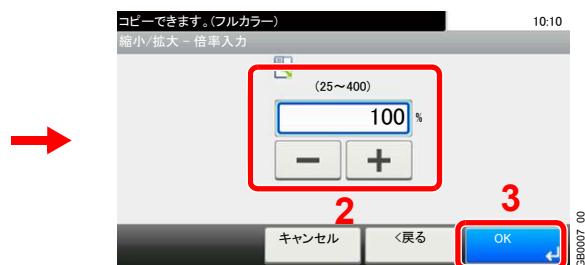 コピーできます。(フルカラー)
10:10
縮小/拡大 - 倍率入力
(25～400)
100 %
- +
2
3
キャンセル
<戻る
OK
GB0007_00